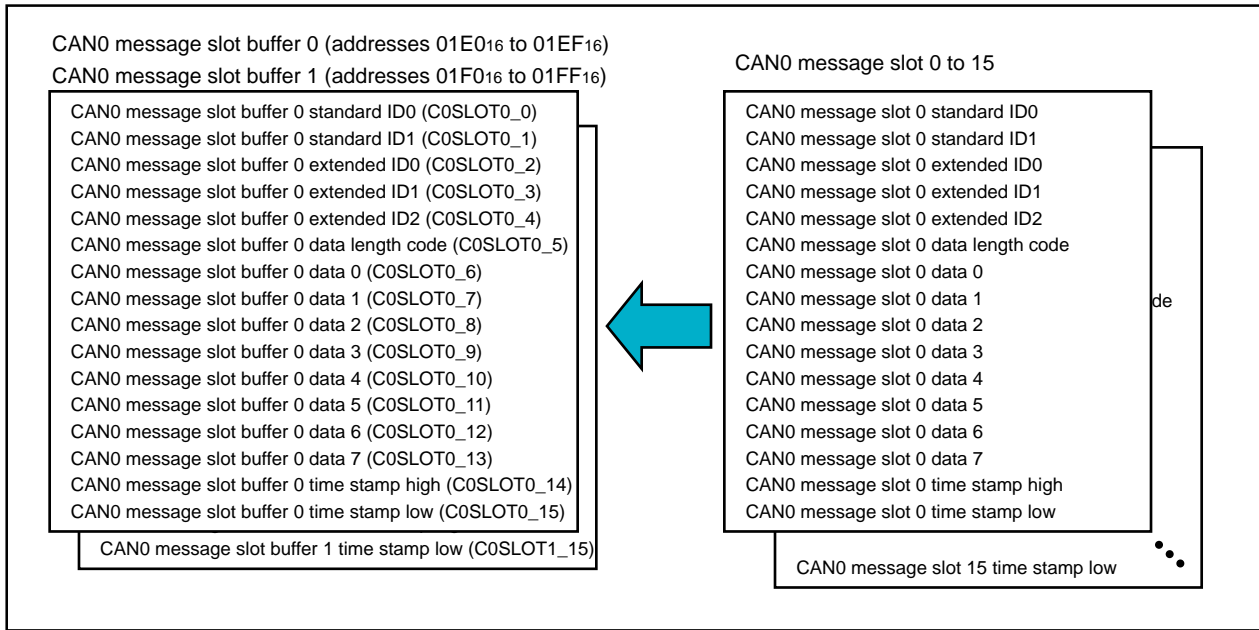 CAN0 message slot buffer 0 (addresses 01E016 to 01EF16)
CAN0 message slot buffer 1 (addresses 01F016 to 01FF16)
CAN0 message slot buffer 0 standard ID0 (C0SLOT0_0)
CAN0 message slot buffer 0 standard ID1 (C0SLOT0_1)
CAN0 message slot buffer 0 extended ID0 (C0SLOT0_2)
CAN0 message slot buffer 0 extended ID1 (C0SLOT0_3)
CAN0 message slot buffer 0 extended ID2 (C0SLOT0_4)
CAN0 message slot buffer 0 data length code (C0SLOT0_5)
CAN0 message slot buffer 0 data 0 (C0SLOT0_6)
CAN0 message slot buffer 0 data 1 (C0SLOT0_7)
CAN0 message slot buffer 0 data 2 (C0SLOT0_8)
CAN0 message slot buffer 0 data 3 (C0SLOT0_9)
CAN0 message slot buffer 0 data 4 (C0SLOT0_10)
CAN0 message slot buffer 0 data 5 (C0SLOT0_11)
CAN0 message slot buffer 0 data 6 (C0SLOT0_12)
CAN0 message slot buffer 0 data 7 (C0SLOT0_13)
CAN0 message slot buffer 0 time stamp high (C0SLOT0_14)
CAN0 message slot buffer 0 time stamp low (C0SLOT0_15)
CAN0 message slot buffer 1 time stamp low (C0SLOT1_15)
CAN0 message slot 0 to 15
CAN0 message slot 0 standard ID0
CAN0 message slot 0 standard ID1
CAN0 message slot 0 extended ID0
CAN0 message slot 0 extended ID1
CAN0 message slot 0 extended ID2
CAN0 message slot 0 data length code
CAN0 message slot 0 data 0
CAN0 message slot 0 data 1
de
CAN0 message slot 0 data 2
CAN0 message slot 0 data 3
CAN0 message slot 0 data 4
CAN0 message slot 0 data 5
CAN0 message slot 0 data 6
CAN0 message slot 0 data 7
CAN0 message slot 0 time stamp high
CAN0 message slot 0 time stamp low
CAN0 message slot 15 time stamp low